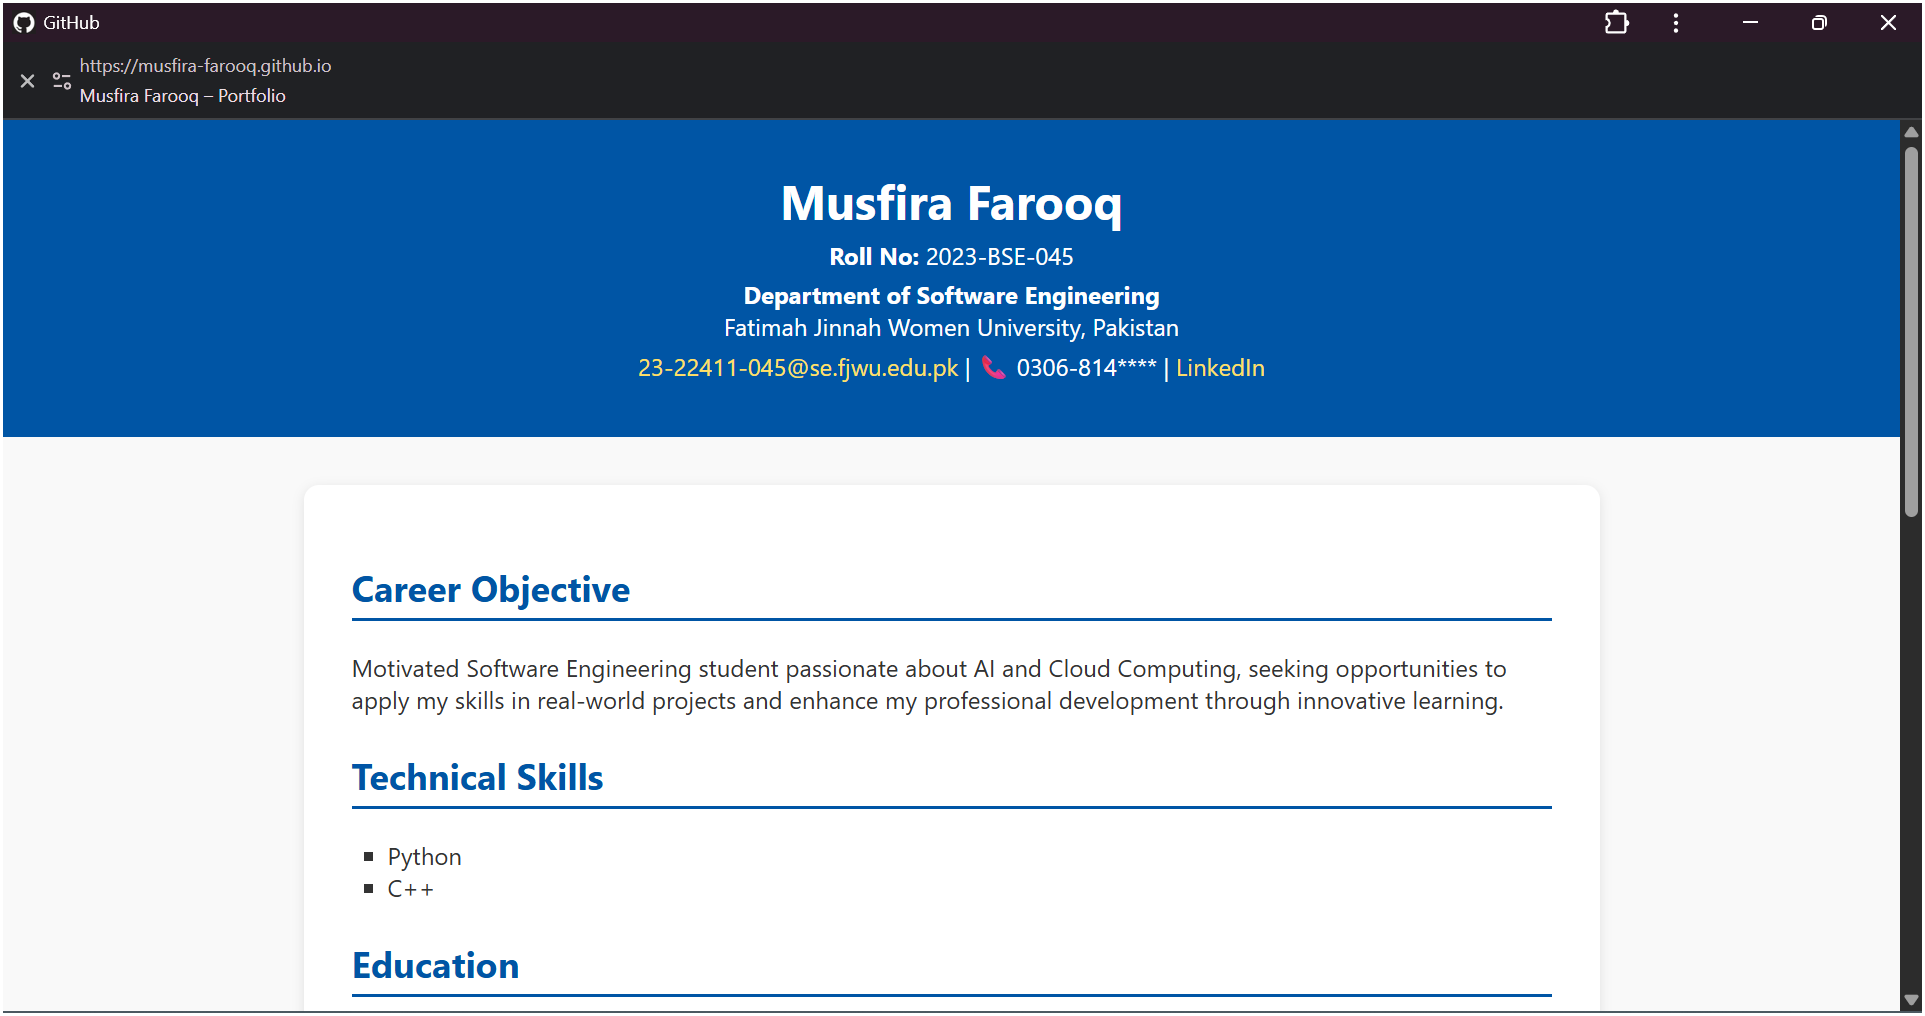 GitHub
https://musfira-farooq.github.io
Musfira Farooq – Portfolio
Musfira Farooq
Roll No: 2023-BSE-045
Department of Software Engineering
Fatimah Jinnah Women University, Pakistan
23-22411-045@se.fjwu.edu.pk | 📞 0306-814**** | LinkedIn
Career Objective
Motivated Software Engineering student passionate about AI and Cloud Computing, seeking opportunities to
apply my skills in real-world projects and enhance my professional development through innovative learning.
Technical Skills
▪ Python
▪ C++
Education